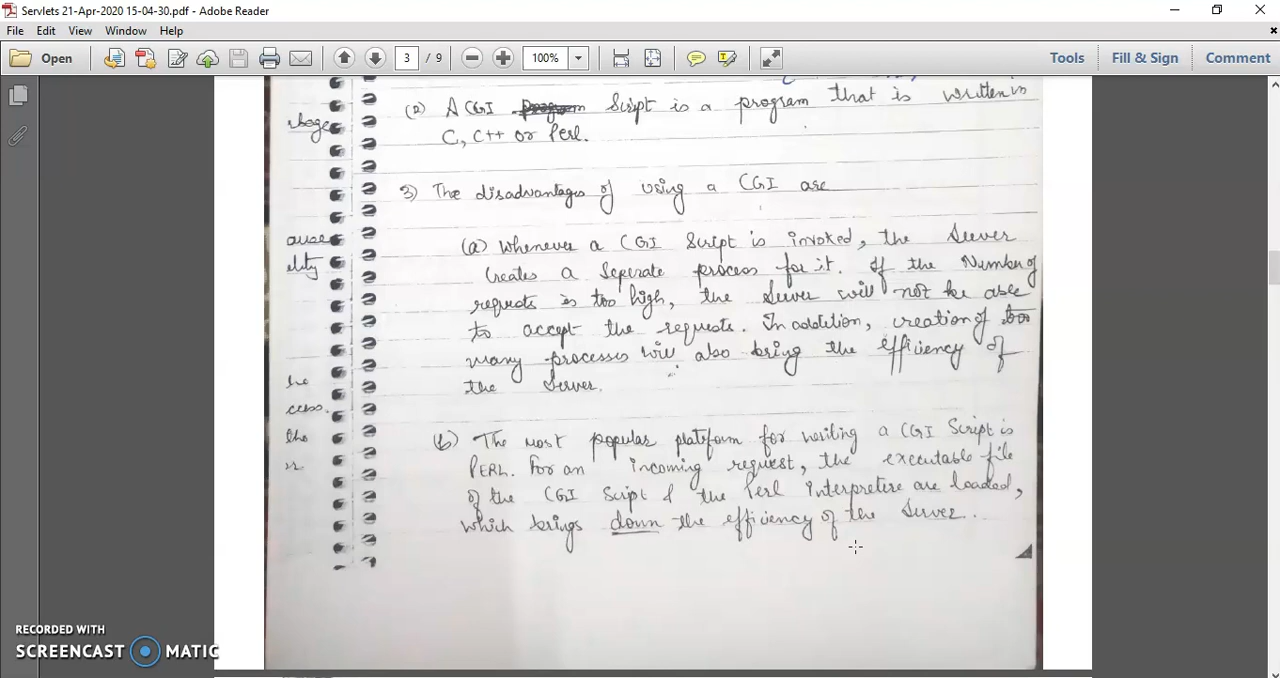 Servlets 21-Apr-2020 15-04-30.pdf - Adobe Reader
File Edit View Window Help
Open 3 / 9 100% Tools Fill & Sign Comment
A CGI program Script is a program that is written in
C, C++ or Perl.
3) The disadvantages of using a CGI are
(a) Whenever a CGI Script is invoked, the Server
creates a seperate process for it. If the Number of
requests is too high, the Server will not be able
to accept the requests. In addition, creation of too
many processes will also bring the efficiency of
the Server.
(b) The most popular platform for writing a CGI Script is
PERL. For an incoming request, the executable file
of the CGI Script & the Perl Interpreters are loaded,
which brings down the efficiency of the Server.
the
RECORDED WITH
SCREENCAST MATIC